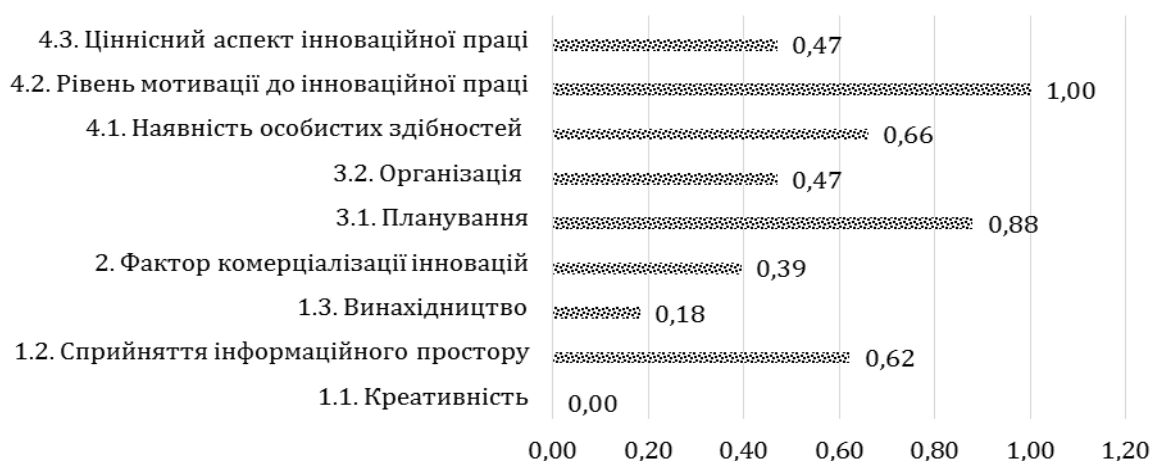 4.3. Ціннісний аспект інноваційної праці 0,47
4.2. Рівень мотивації до інноваційної праці 1,00
4.1. Наявність особистих здібностей 0,66
3.2. Організація 0,47
3.1. Планування 0,88
2. Фактор комерціалізації інновацій 0,39
1.3. Винахідництво 0,18
1.2. Сприйняття інформаційного простору 0,62
1.1. Креативність 0,00
0,00 0,20 0,40 0,60 0,80 1,00 1,20